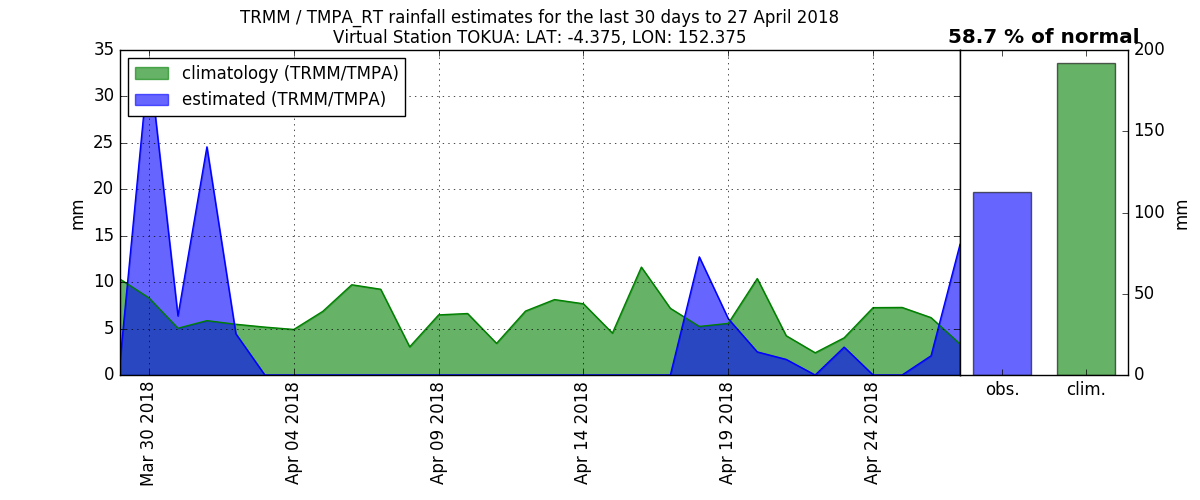 TRMM / TMPA_RT rainfall estimates for the last 30 days to 27 April 2018
Virtual Station TOKUA: LAT: -4.375, LON: 152.375
58.7 % of normal
climatology (TRMM/TMPA)
estimated (TRMM/TMPA)
35
30
25
20
15
10
5
0
mm
Mar 30 2018
Apr 04 2018
Apr 09 2018
Apr 14 2018
Apr 19 2018
Apr 24 2018
obs.
clim.
200
150
100
50
0
mm